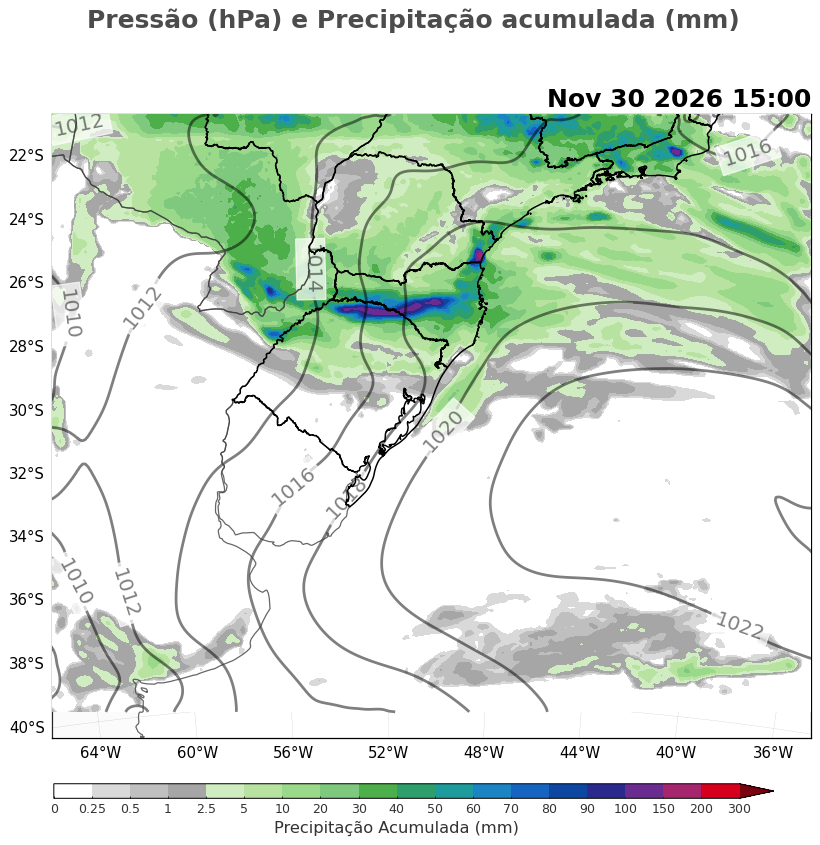 Pressão (hPa) e Precipitação acumulada (mm)
Nov 30 2026 15:00
1012
1016
22°S
24°S
26°S
28°S
30°S
32°S
34°S
36°S
38°S
40°S
1014
1010
1012
1020
1016
1018
1010
1012
1022
64°W 60°W 56°W 52°W 48°W 44°W 40°W 36°W
0 0.25 0.5 1 2.5 5 10 20 30 40 50 60 70 80 90 100 150 200 300
Precipitação Acumulada (mm)